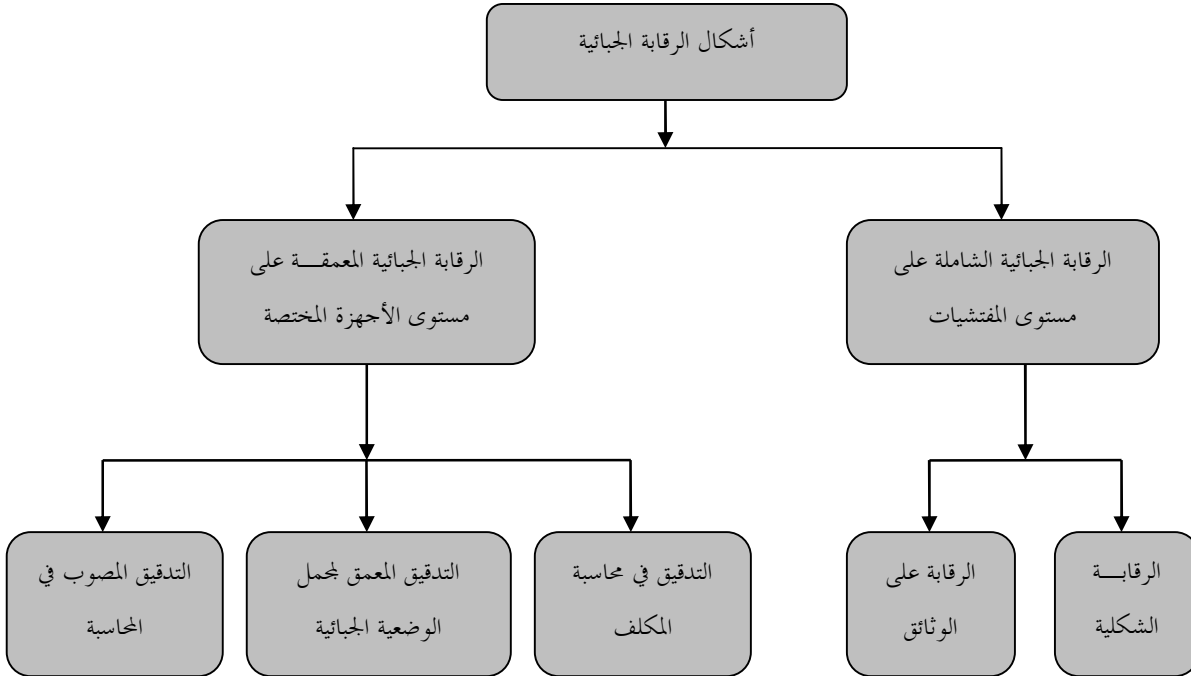 أشكال الرقابة الجبائية
الرقابة الجبائية الشاملة على
مستوى المفتشيات
الرقابة الجبائية المعمقـــة على
مستوى الأجهزة المختصة
الرقابـــة
الشكلية
الرقابة على
الوثائق
التدقيق في محاسبة
المكلف
التدقيق المعمق لمجمل
الوضعية الجبائية
التدقيق المصوب في
المحاسبة